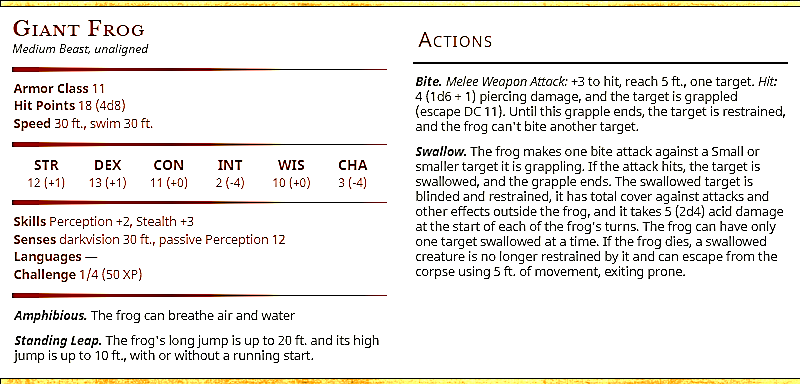 Giant Frog
Medium Beast, unaligned
Armor Class 11
Hit Points 18 (4d8)
Speed 30 ft., swim 30 ft.
STR DEX CON INT WIS CHA
12 (+1) 13 (+1) 11 (+0) 2 (-4) 10 (+0) 3 (-4)
Skills Perception +2, Stealth +3
Senses darkvision 30 ft., passive Perception 12
Languages —
Challenge 1/4 (50 XP)
Amphibious. The frog can breathe air and water
Standing Leap. The frog's long jump is up to 20 ft. and its high
jump is up to 10 ft., with or without a running start.
Actions
Bite. Melee Weapon Attack: +3 to hit, reach 5 ft., one target. Hit:
4 (1d6 + 1) piercing damage, and the target is grappled
(escape DC 11). Until this grapple ends, the target is restrained,
and the frog can't bite another target.
Swallow. The frog makes one bite attack against a Small or
smaller target it is grappling. If the attack hits, the target is
swallowed, and the grapple ends. The swallowed target is
blinded and restrained, it has total cover against attacks and
other effects outside the frog, and it takes 5 (2d4) acid damage
at the start of each of the frog's turns. The frog can have only
one target swallowed at a time. If the frog dies, a swallowed
creature is no longer restrained by it and can escape from the
corpse using 5 ft. of movement, exiting prone.